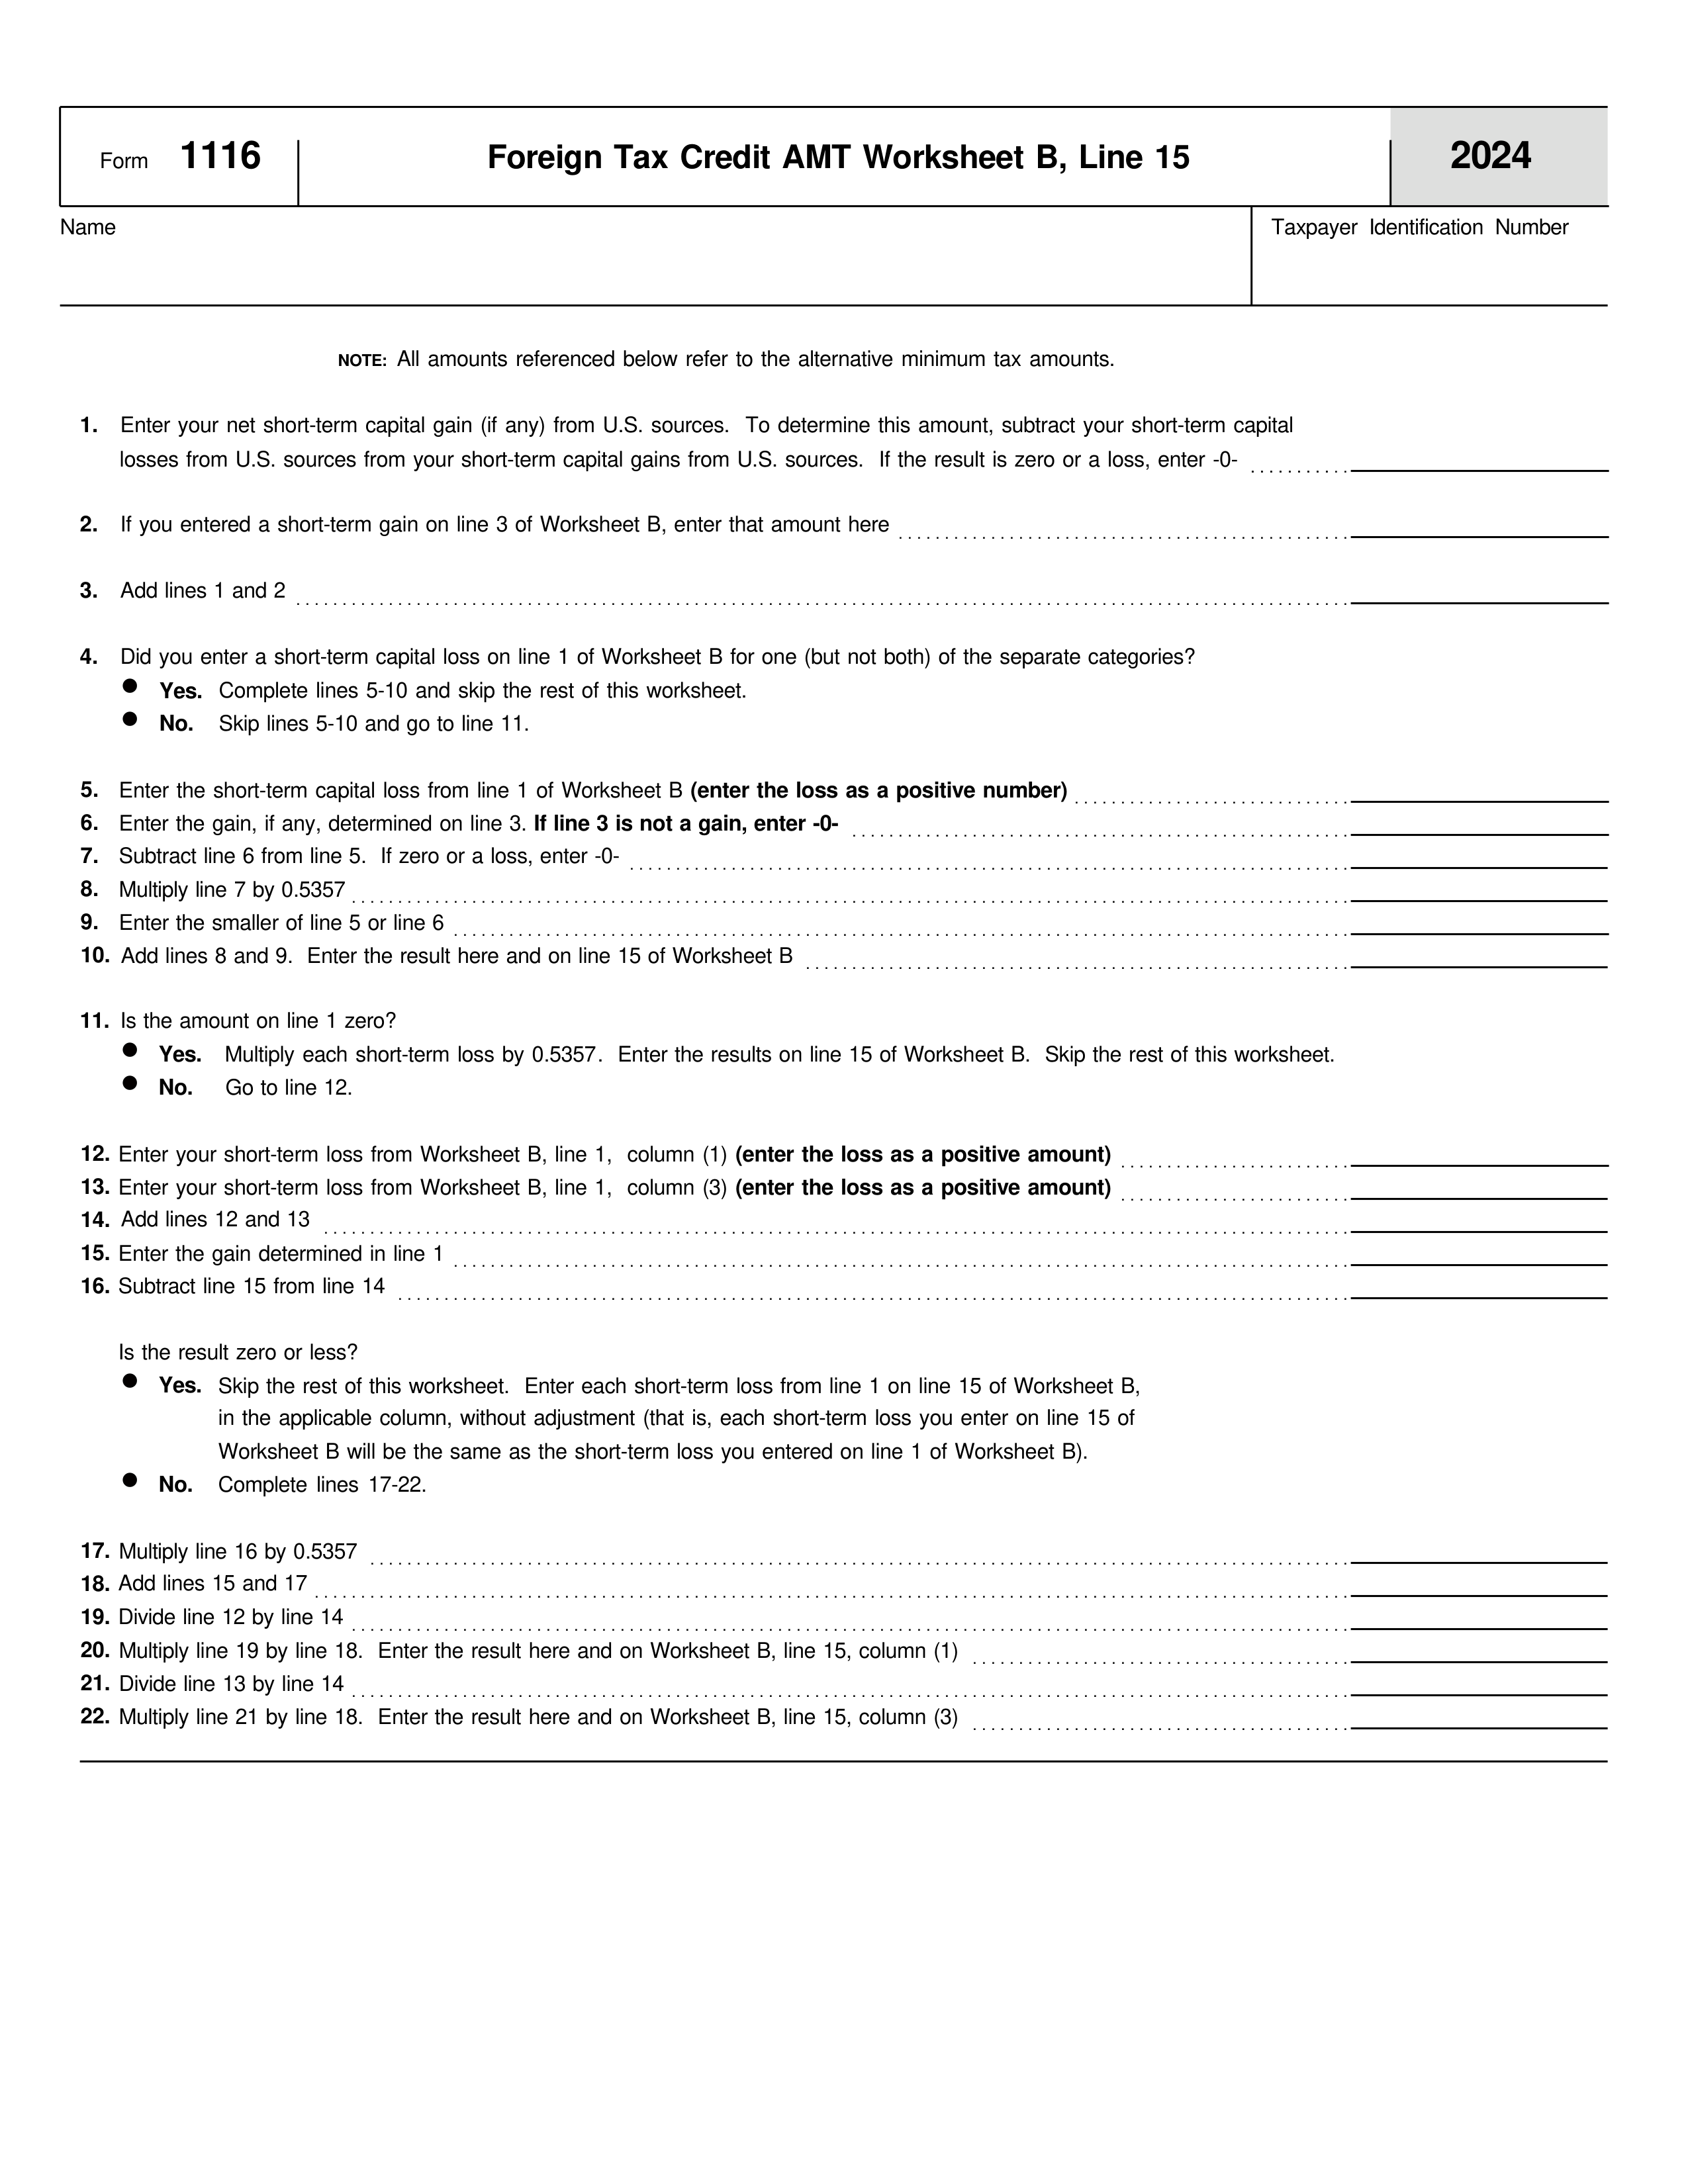 Form 1116
Foreign Tax Credit AMT Worksheet B, Line 15
2024
Name
Taxpayer Identification Number
NOTE: All amounts referenced below refer to the alternative minimum tax amounts.
1. Enter your net short-term capital gain (if any) from U.S. sources. To determine this amount, subtract your short-term capital
losses from U.S. sources from your short-term capital gains from U.S. sources. If the result is zero or a loss, enter -0-
2. If you entered a short-term gain on line 3 of Worksheet B, enter that amount here
3. Add lines 1 and 2
4. Did you enter a short-term capital loss on line 1 of Worksheet B for one (but not both) of the separate categories?
● Yes. Complete lines 5-10 and skip the rest of this worksheet.
● No. Skip lines 5-10 and go to line 11.
5. Enter the short-term capital loss from line 1 of Worksheet B (enter the loss as a positive number)
6. Enter the gain, if any, determined on line 3. If line 3 is not a gain, enter -0-
7. Subtract line 6 from line 5. If zero or a loss, enter -0-
8. Multiply line 7 by 0.5357
9. Enter the smaller of line 5 or line 6
10. Add lines 8 and 9. Enter the result here and on line 15 of Worksheet B
11. Is the amount on line 1 zero?
● Yes. Multiply each short-term loss by 0.5357. Enter the results on line 15 of Worksheet B. Skip the rest of this worksheet.
● No. Go to line 12.
12. Enter your short-term loss from Worksheet B, line 1, column (1) (enter the loss as a positive amount)
13. Enter your short-term loss from Worksheet B, line 1, column (3) (enter the loss as a positive amount)
14. Add lines 12 and 13
15. Enter the gain determined in line 1
16. Subtract line 15 from line 14
Is the result zero or less?
● Yes. Skip the rest of this worksheet. Enter each short-term loss from line 1 on line 15 of Worksheet B,
in the applicable column, without adjustment (that is, each short-term loss you enter on line 15 of
Worksheet B will be the same as the short-term loss you entered on line 1 of Worksheet B).
● No. Complete lines 17-22.
17. Multiply line 16 by 0.5357
18. Add lines 15 and 17
19. Divide line 12 by line 14
20. Multiply line 19 by line 18. Enter the result here and on Worksheet B, line 15, column (1)
21. Divide line 13 by line 14
22. Multiply line 21 by line 18. Enter the result here and on Worksheet B, line 15, column (3)